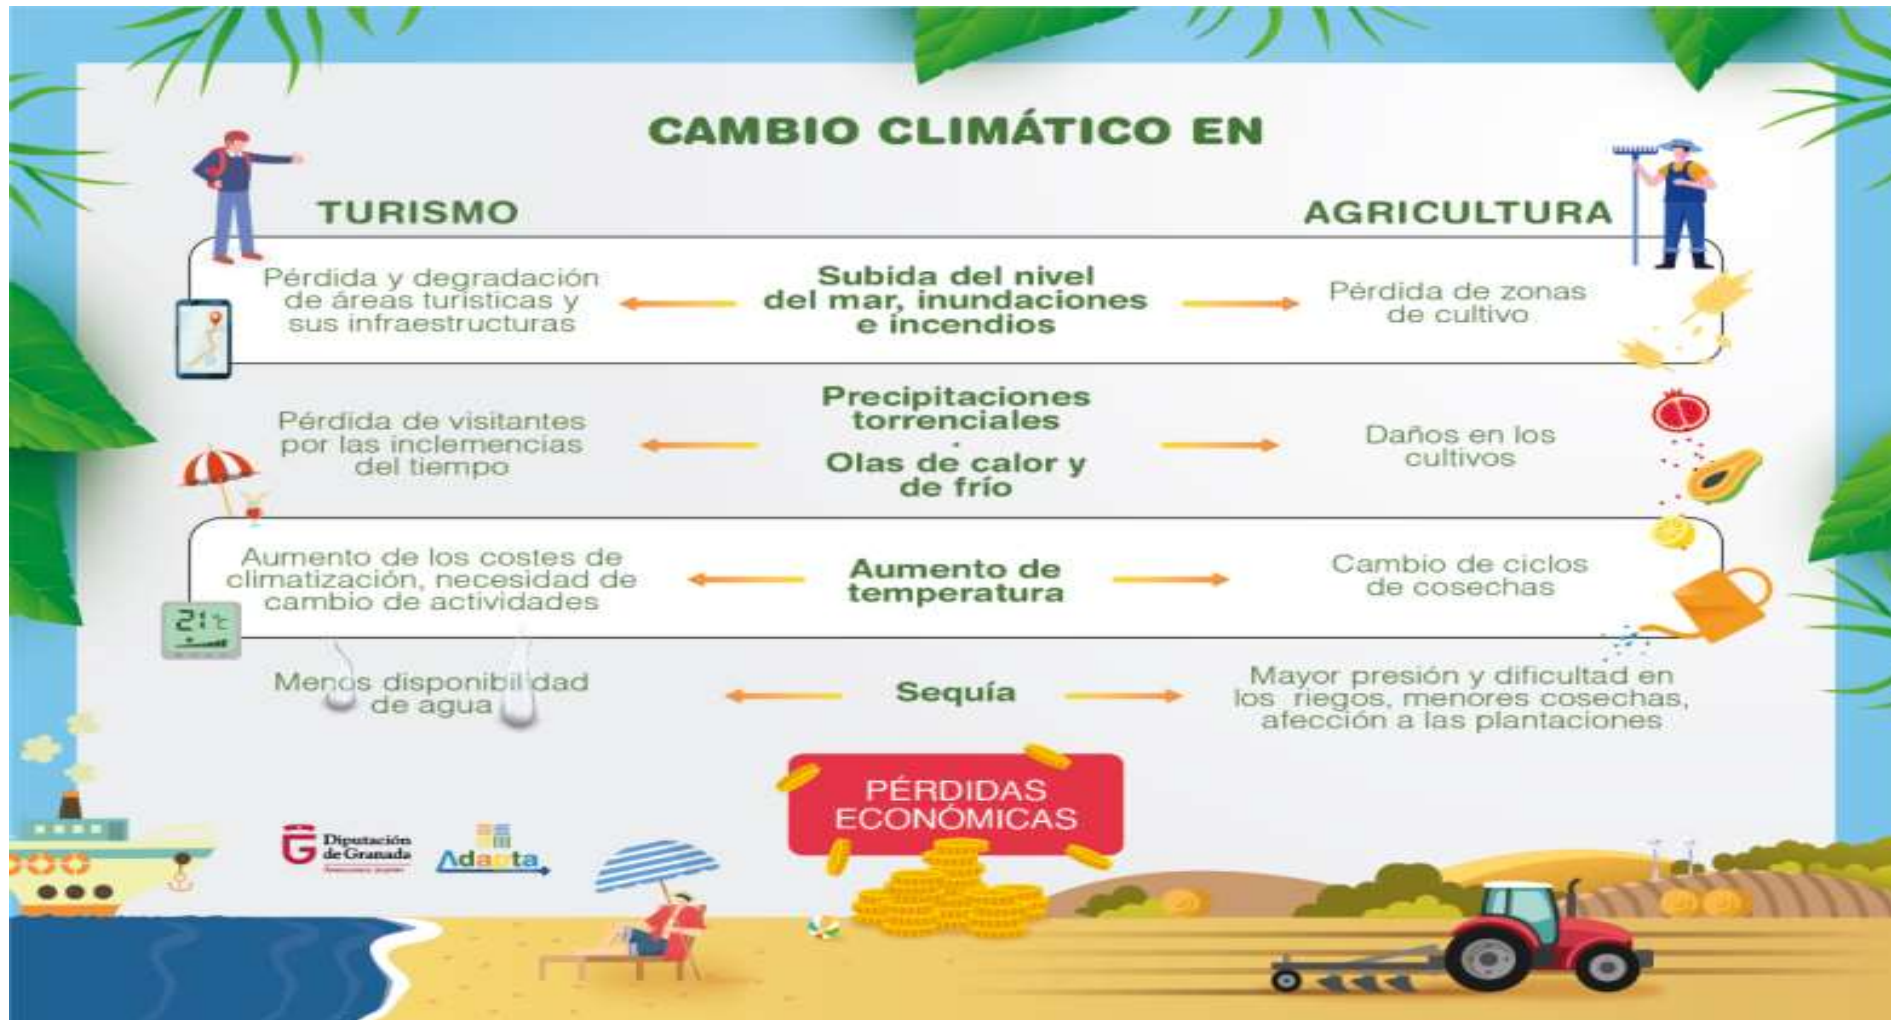 CAMBIO CLIMÁTICO EN
TURISMO
AGRICULTURA
Pérdida y degradación
de áreas turísticas y
sus infraestructuras
Subida del nivel
del mar, inundaciones
e incendios
Pérdida de zonas
de cultivo
Pérdida de visitantes
por las inclemencias
del tiempo
Precipitaciones
torrenciales
Olas de calor y
de frío
Daños en los
cultivos
Aumento de los costes de
climatización, necesidad de
cambio de actividades
Aumento de
temperatura
Cambio de ciclos
de cosechas
21°C
Menos disponibilidad
de agua
Sequía
Mayor presión y dificultad en
los riegos, menores cosechas,
afección a las plantaciones
PÉRDIDAS
ECONÓMICAS
Diputación
de Granada
Adapta